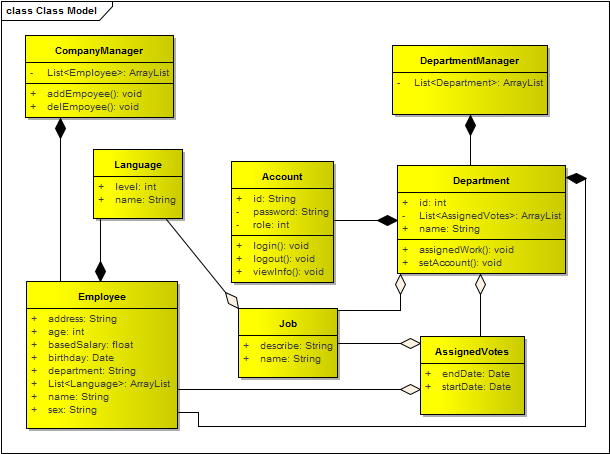 class Class Model
CompanyManager
- List<Employee>: ArrayList
+ addEmpoyee(): void
+ delEmpoyee(): void
DepartmentManager
- List<Department>: ArrayList
Language
+ level: int
+ name: String
Account
+ id: String
- password: String
- role: int
+ login(): void
+ logout(): void
+ viewInfo(): void
Department
+ id: int
- List<AssignedVotes>: ArrayList
+ name: String
+ assignedWork(): void
+ setAccount(): void
Employee
+ address: String
+ age: int
+ basedSalary: float
+ birthday: Date
+ department: String
+ List<Language>: ArrayList
+ name: String
+ sex: String
Job
+ describe: String
+ name: String
AssignedVotes
+ endDate: Date
+ startDate: Date